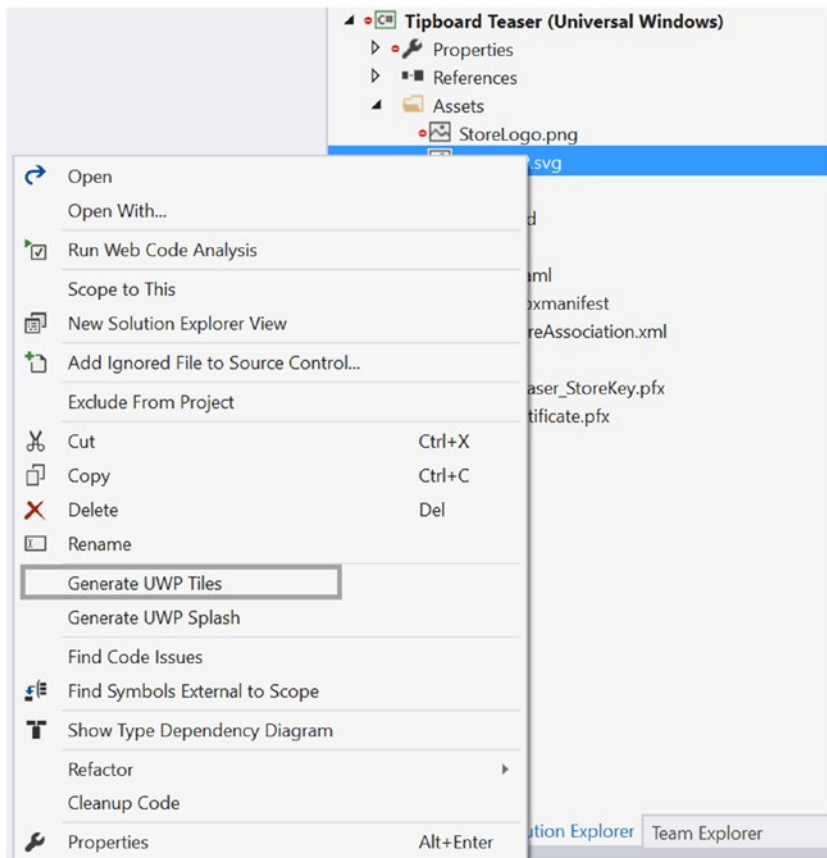 C# Tipboard Teaser (Universal Windows)
Properties
References
Assets
StoreLogo.png
.svg
Open
Open With...
Run Web Code Analysis
Scope to This
New Solution Explorer View
Add Ignored File to Source Control...
Exclude From Project
Cut Ctrl+X
Copy Ctrl+C
Delete Del
Rename
Generate UWP Tiles
Generate UWP Splash
Find Code Issues
Find Symbols External to Scope
Show Type Dependency Diagram
Refactor
Cleanup Code
Properties Alt+Enter
d
aml
oxmanifest
reAssociation.xml
aser_StoreKey.pfx
tificate.pfx
ution Explorer Team Explorer